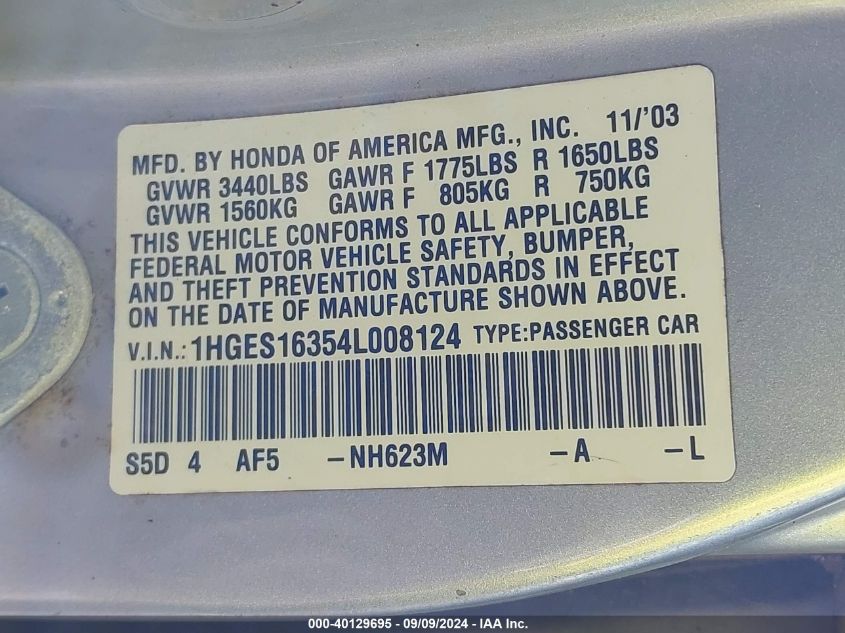 MFD. BY HONDA OF AMERICA MFG., INC. 11/'03
GVWR 3440LBS GAWR F 1775LBS R 1650LBS
GVWR 1560KG GAWR F 805KG R 750KG
THIS VEHICLE CONFORMS TO ALL APPLICABLE
FEDERAL MOTOR VEHICLE SAFETY, BUMPER,
AND THEFT PREVENTION STANDARDS IN EFFECT
ON THE DATE OF MANUFACTURE SHOWN ABOVE.
V.I.N.: 1HGES16354L008124 TYPE:PASSENGER CAR
S5D 4 AF5 -NH623M -A -L
000-40129695 - 09/09/2024 - IAA Inc.